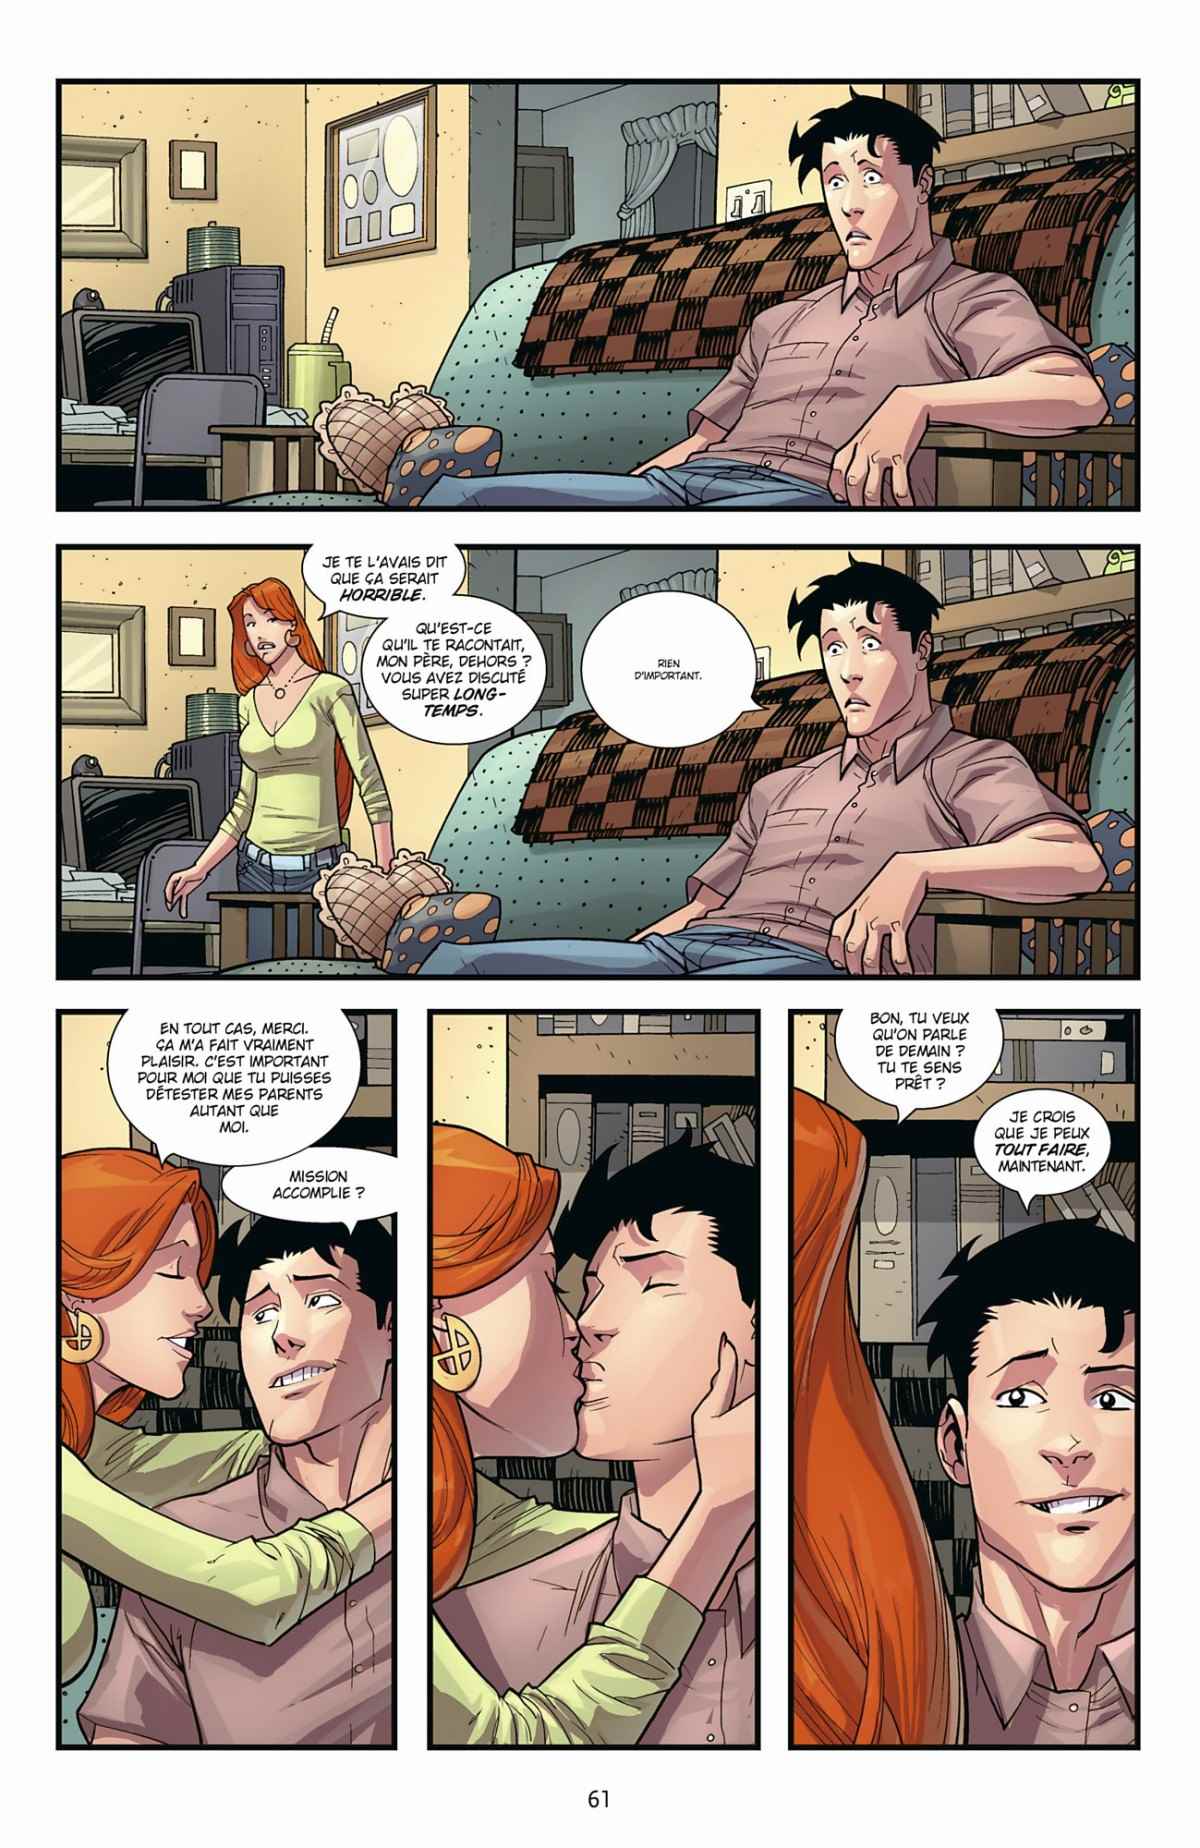 JE TE L'AVAIS DIT
QUE ÇA SERAIT
HORRIBLE.
QU'EST-CE
QU'IL TE RACONTAIT,
MON PÈRE, DEHORS ?
VOUS AVEZ DISCUTÉ
SUPER LONG-
TEMPS.
RIEN
D'IMPORTANT.
EN TOUT CAS, MERCI.
ÇA M'A FAIT VRAIMENT
PLAISIR. C'EST IMPORTANT
POUR MOI QUE TU PUISSES
DÉTESTER MES PARENTS
AUTANT QUE
MOI.
MISSION
ACCOMPLIE ?
BON, TU VEUX
QU'ON PARLE
DE DEMAIN ?
TU TE SENS
PRÊT ?
JE CROIS
QUE JE PEUX
TOUT FAIRE,
MAINTENANT.
61